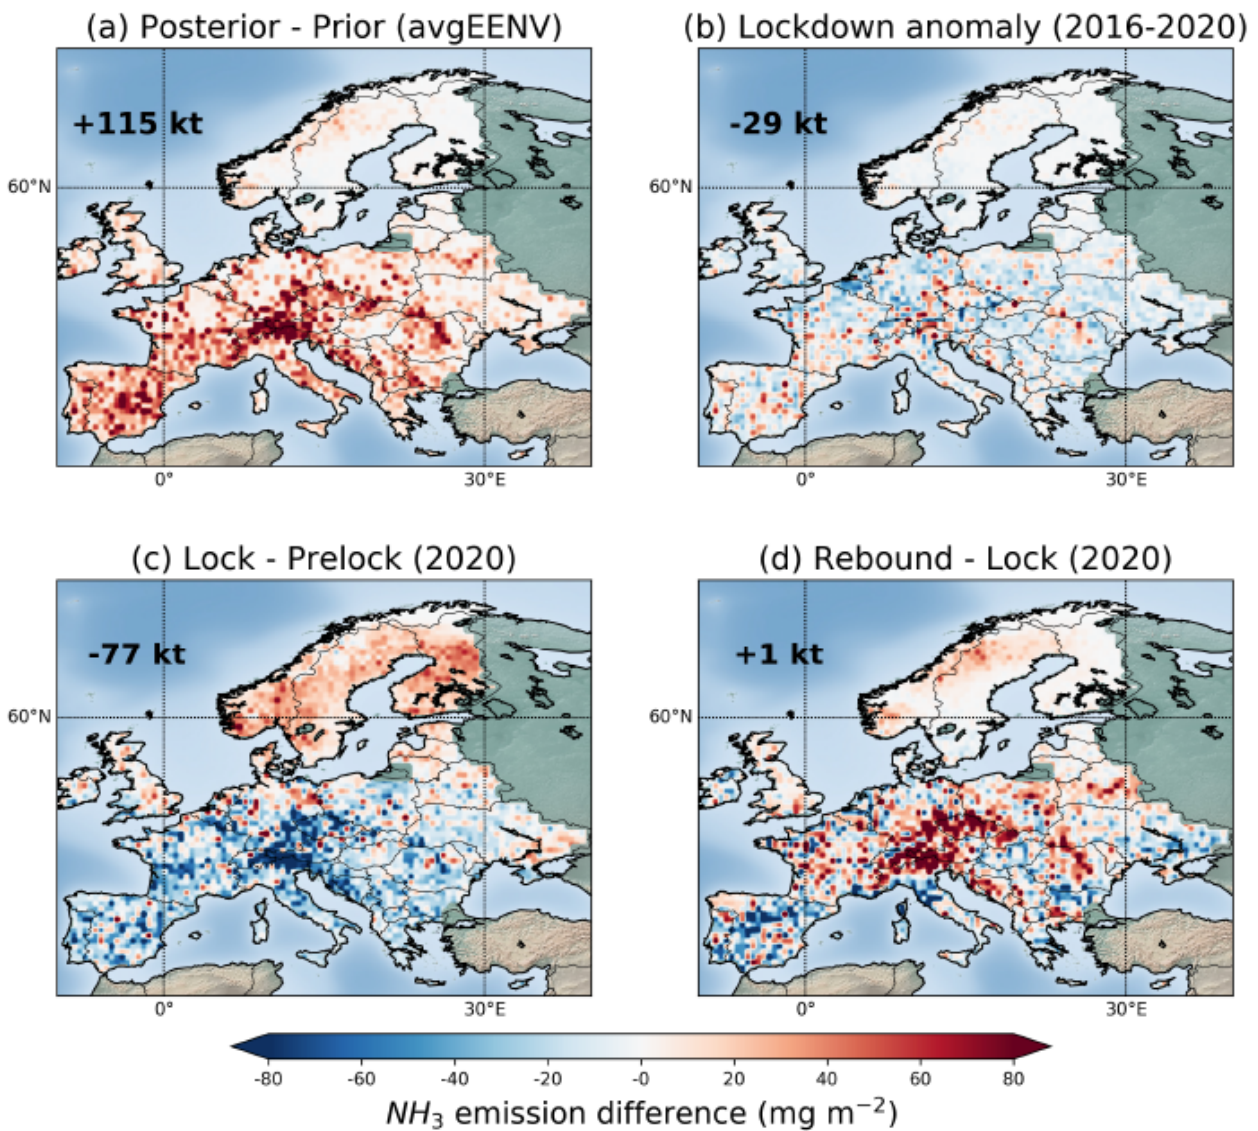 (a) Posterior - Prior (avgEENV)
(b) Lockdown anomaly (2016-2020)
+115 kt
-29 kt
60°N
60°N
0°
30°E
0°
30°E
(c) Lock - Prelock (2020)
(d) Rebound - Lock (2020)
-77 kt
+1 kt
60°N
60°N
0°
30°E
0°
30°E
-80 -60 -40 -20 -0 20 40 60 80
NH₃ emission difference (mg m⁻²)